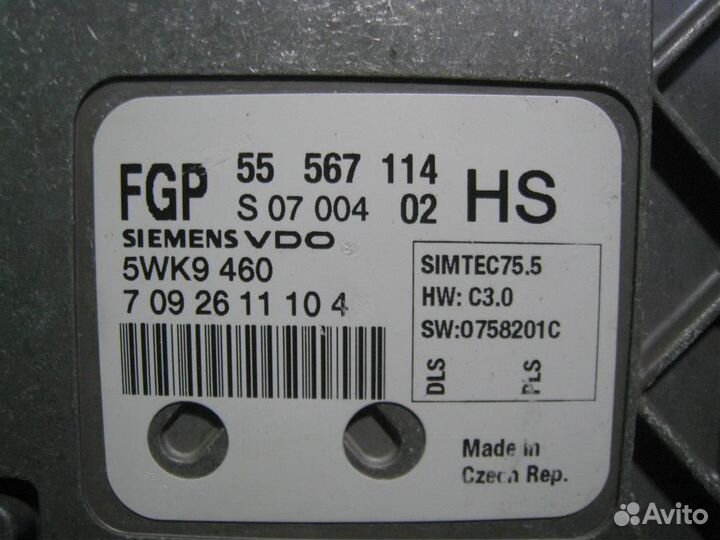 FGP 55 567 114 HS
S 07 004 02
SIEMENS VDO
5WK9 460
7 09 26 11 10 4
SIMTEC75.5
HW: C3.0
SW:0758201C
DLS PLS
Made in
Czech Rep.
Avito